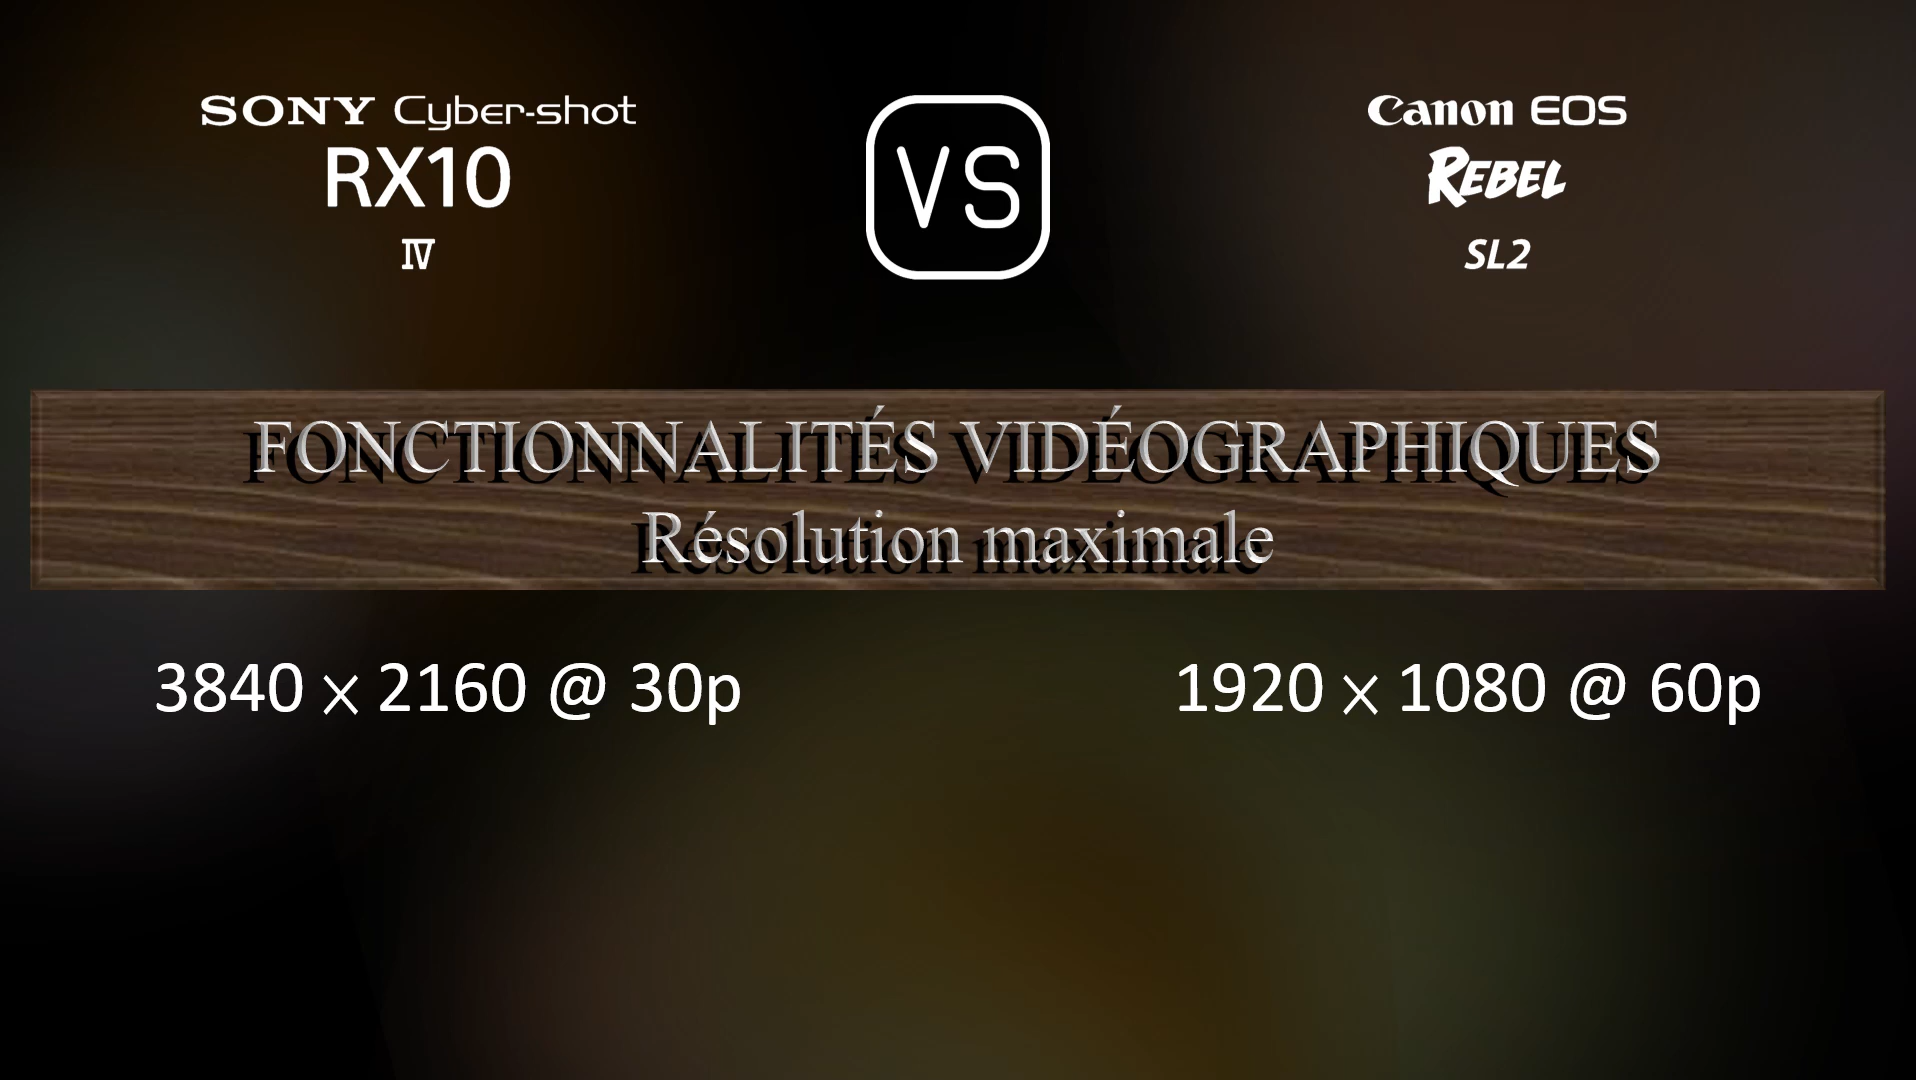 SONY Cyber-shot
RX10
IV
VS
Canon EOS
REBEL
SL2
FONCTIONNALITÉS VIDÉOGRAPHIQUES
Résolution maximale
3840 x 2160 @ 30p
1920 x 1080 @ 60p